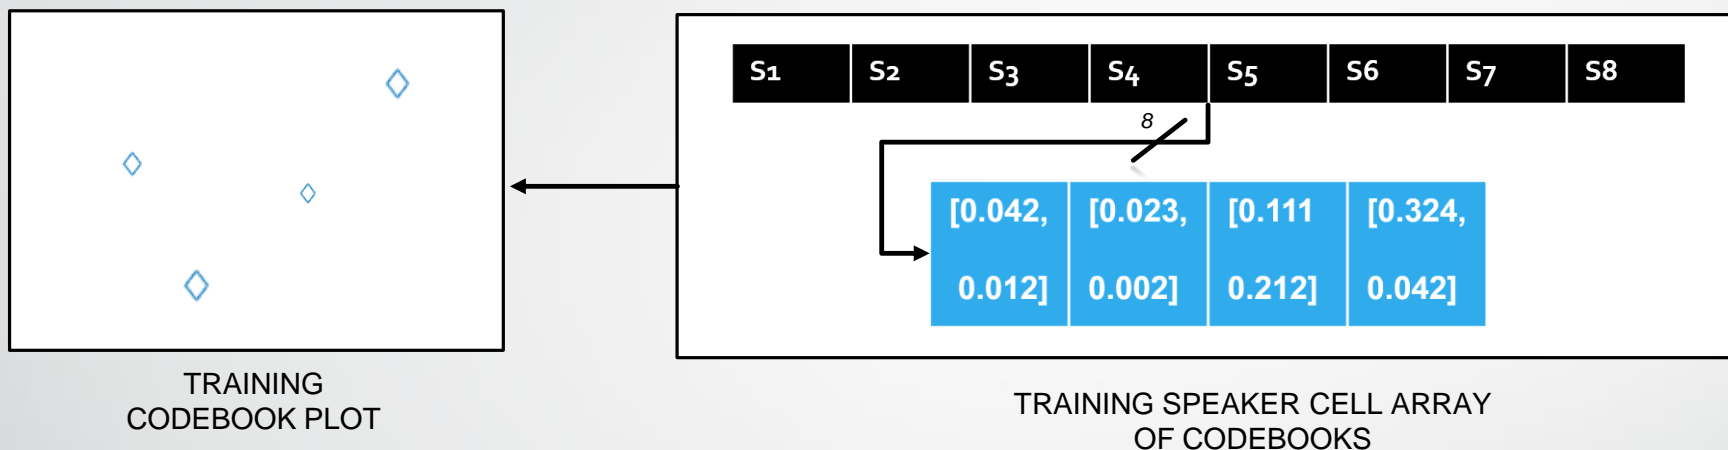 S1 S2 S3 S4 S5 S6 S7 S8
8
[0.042, [0.023, [0.111 [0.324,
0.012] 0.002] 0.212] 0.042]
TRAINING
CODEBOOK PLOT
TRAINING SPEAKER CELL ARRAY
OF CODEBOOKS